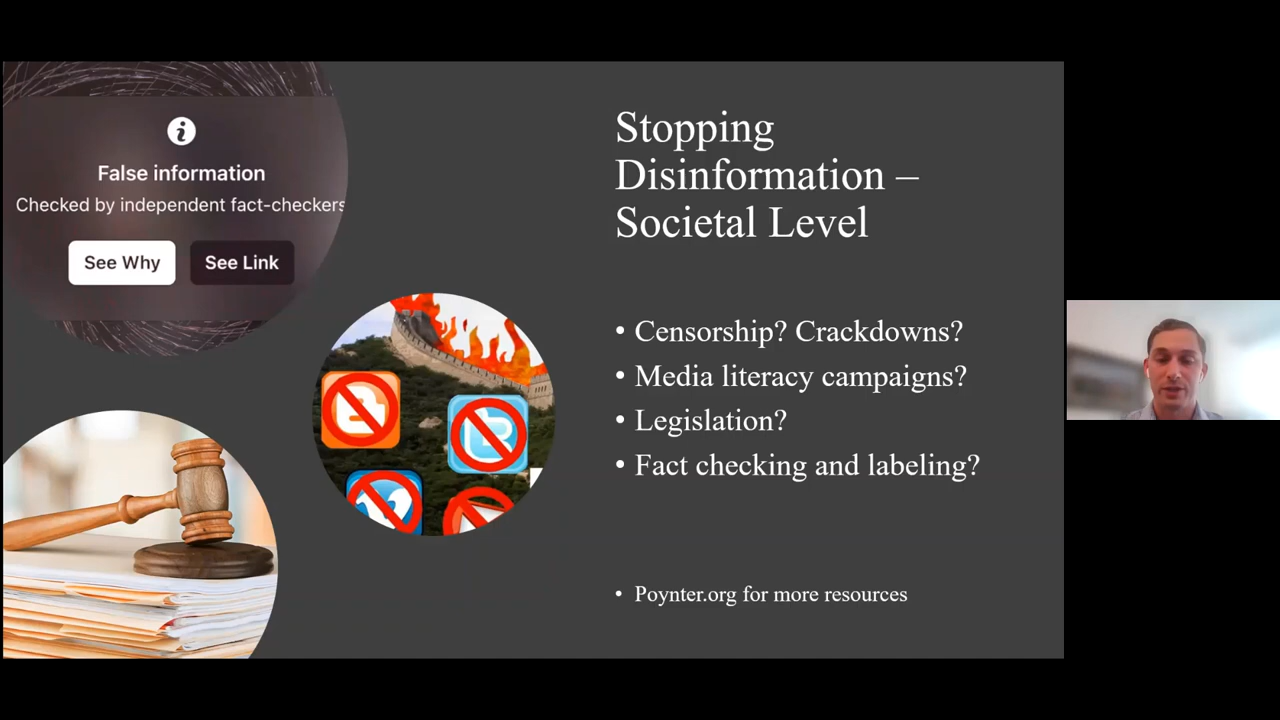 False information
Checked by independent fact-checkers
See Why
See Link
Stopping
Disinformation –
Societal Level
• Censorship? Crackdowns?
• Media literacy campaigns?
• Legislation?
• Fact checking and labeling?
• Poynter.org for more resources